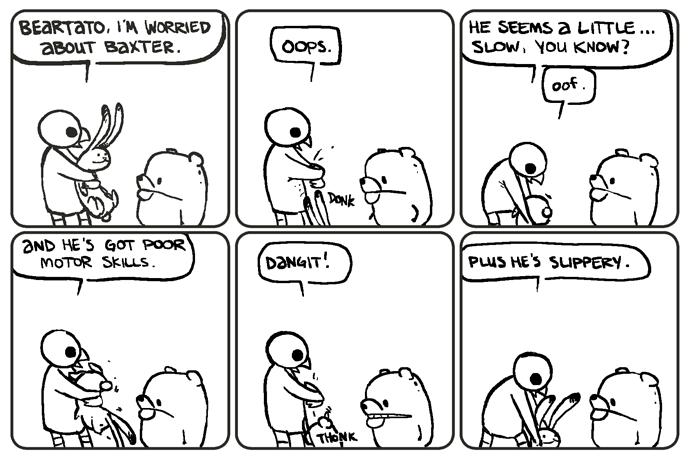 BEARTATO, I'M WORRIED
ABOUT BAXTER.
OOPS.
DONK
HE SEEMS A LITTLE...
SLOW, YOU KNOW?
OOF.
AND HE'S GOT POOR
MOTOR SKILLS.
DANGIT!
THONK
PLUS HE'S SLIPPERY.